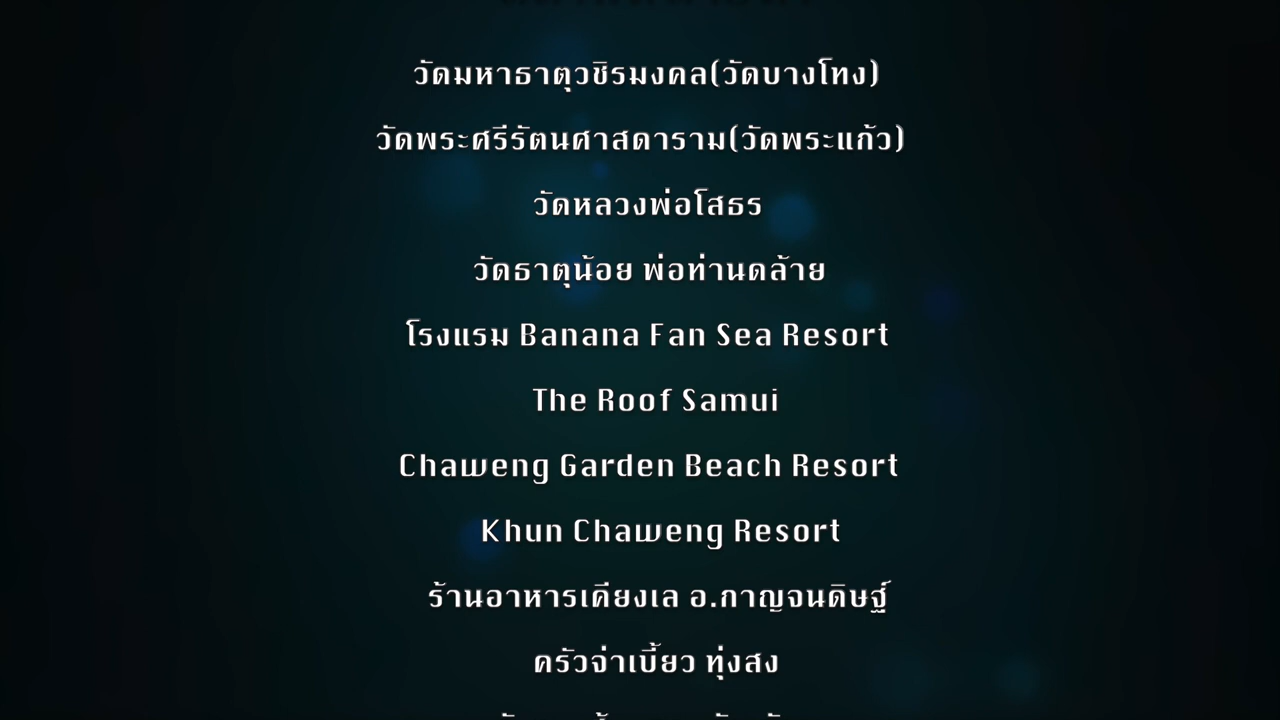 วัดมหาธาตุวชิรมงคล(วัดบางโทง)
วัดพระศรีรัตนศาสดาราม(วัดพระแก้ว)
วัดหลวงพ่อโสธร
วัดธาตุน้อย พ่อท่านคล้าย
โรงแรม Banana Fan Sea Resort
The Roof Samui
Chaweng Garden Beach Resort
Khun Chaweng Resort
ร้านอาหารเคียงเล อ.กาญจนดิษฐ์
ครัวจ่าเบี้ยว ทุ่งสง